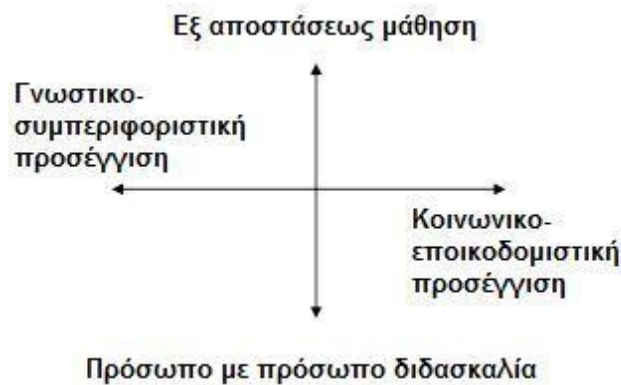 Εξ αποστάσεως μάθηση
Γνωστικο-
συμπεριφοριστική
προσέγγιση
Κοινωνικο-
εποικοδομιστική
προσέγγιση
Πρόσωπο με πρόσωπο διδασκαλία